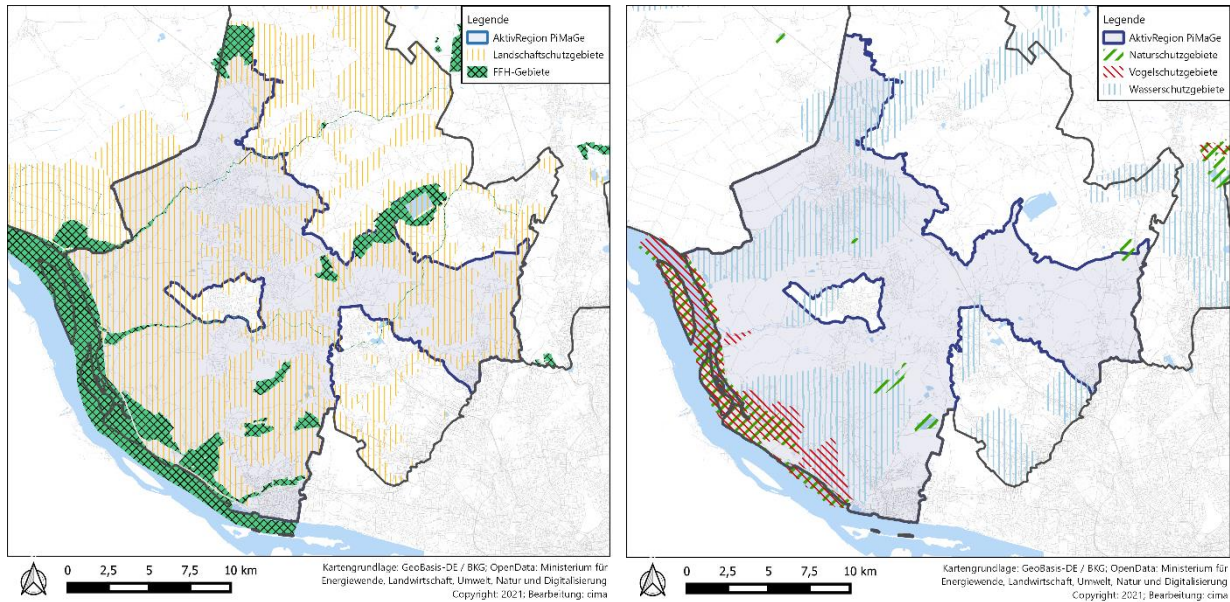 Legende
AktivRegion PiMaGe
Landschaftschutzgebiete
FFH-Gebiete
0 2,5 5 7,5 10 km
Kartengrundlage: GeoBasis-DE / BKG; OpenData: Ministerium für
Energiewende, Landwirtschaft, Umwelt, Natur und Digitalisierung
Copyright: 2021; Bearbeitung: cima
Legende
AktivRegion PiMaGe
Naturschutzgebiete
Vogelschutzgebiete
Wasserschutzgebiete
0 2,5 5 7,5 10 km
Kartengrundlage: GeoBasis-DE / BKG; OpenData: Ministerium für
Energiewende, Landwirtschaft, Umwelt, Natur und Digitalisierung
Copyright: 2021; Bearbeitung: cima